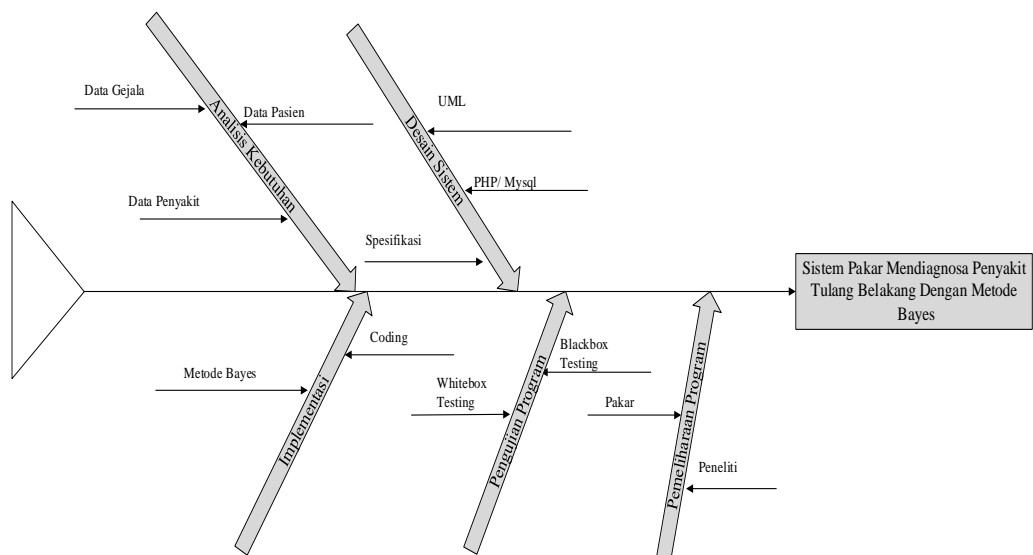 Data Gejala
Data Pasien
Analisis Kebutuhan
Data Penyakit
UML
Desain Sistem
PHP/ Mysql
Spesifikasi
Sistem Pakar Mendiagnosa Penyakit
Tulang Belakang Dengan Metode
Bayes
Coding
Metode Bayes
Implementasi
Blackbox
Testing
Whitebox
Testing
Pengujian Program
Pakar
Pemeliharaan Program
Peneliti